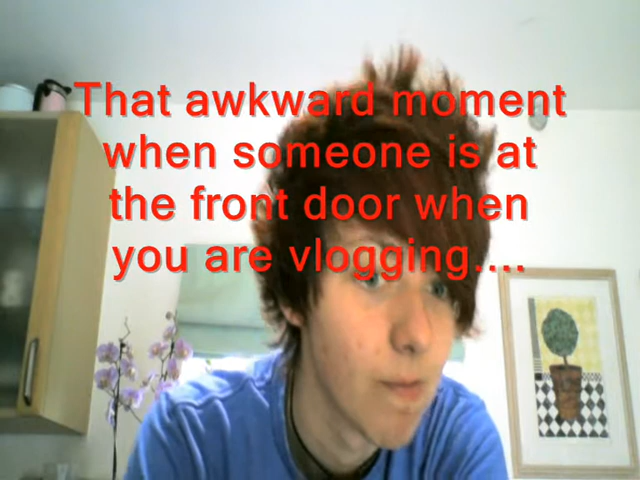 That awkward moment
when someone is at
the front door when
you are vlogging....